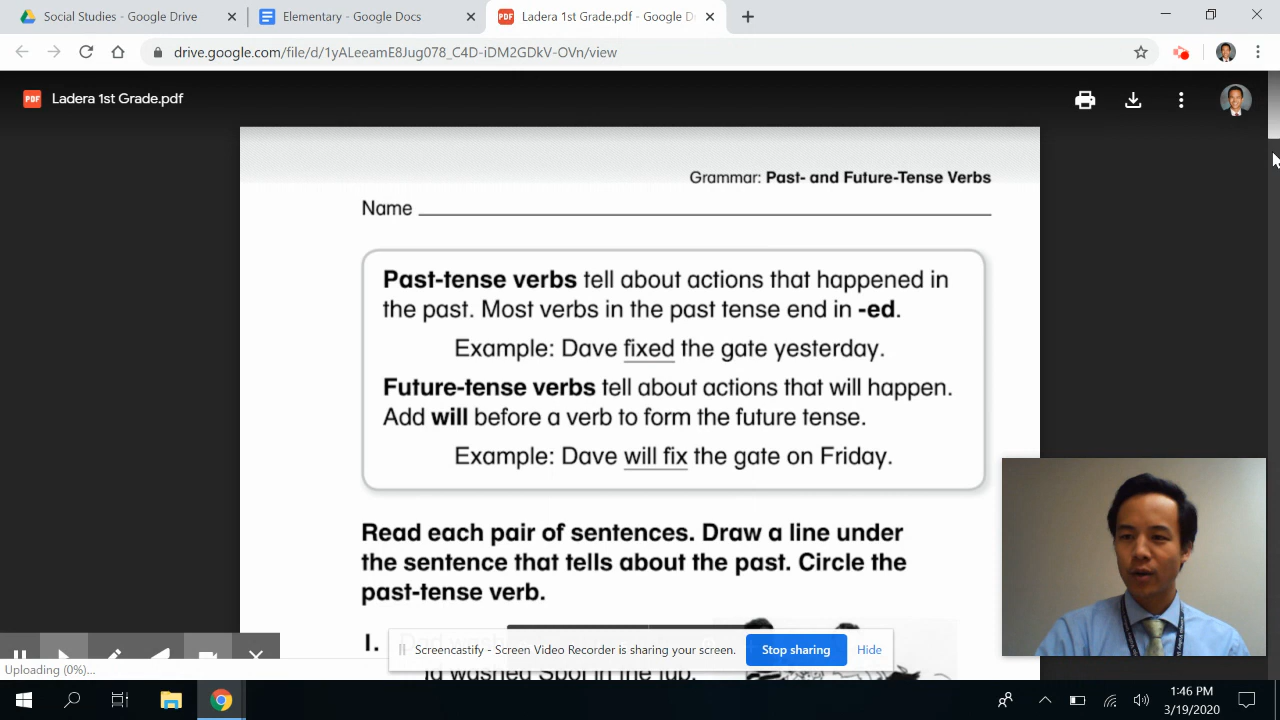 Social Studies - Google Drive
Elementary - Google Docs
Ladera 1st Grade.pdf - Google D
drive.google.com/file/d/1yALeeamE8Jug078_C4D-iDM2GDkV-OVn/view
PDF Ladera 1st Grade.pdf
Grammar: Past- and Future-Tense Verbs
Name
Past-tense verbs tell about actions that happened in
the past. Most verbs in the past tense end in -ed.
Example: Dave fixed the gate yesterday.
Future-tense verbs tell about actions that will happen.
Add will before a verb to form the future tense.
Example: Dave will fix the gate on Friday.
Read each pair of sentences. Draw a line under
the sentence that tells about the past. Circle the
past-tense verb.
1.
Screencastify - Screen Video Recorder is sharing your screen.
Stop sharing
Hide
washed Spot in the tub.
Uploading (0%)...
1:46 PM
3/19/2020